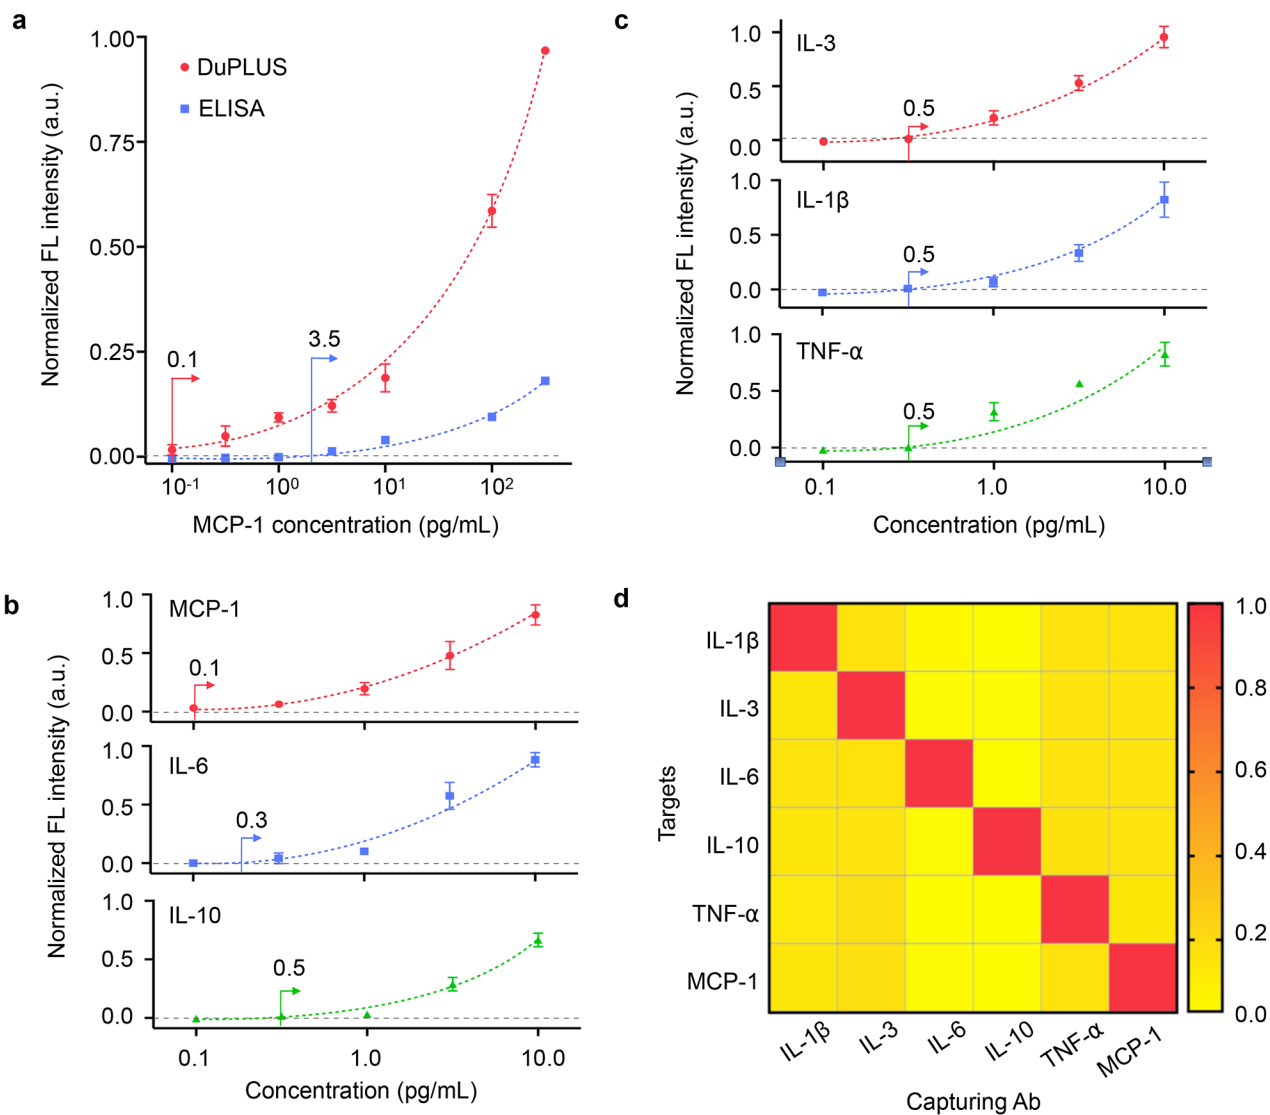 a
1.00
0.75
0.50
0.25
0.00
Normalized FL intensity (a.u.)
DuPLUS
ELISA
0.1
3.5
10-1
100
101
102
MCP-1 concentration (pg/mL)
c
Normalized FL intensity (a.u.)
IL-3
1.0
0.5
0.0
0.5
IL-1β
1.0
0.5
0.0
0.5
TNF-α
1.0
0.5
0.0
0.5
0.1
1.0
10.0
Concentration (pg/mL)
b
Normalized FL intensity (a.u.)
MCP-1
1.0
0.5
0.0
0.1
IL-6
1.0
0.5
0.0
0.3
IL-10
1.0
0.5
0.0
0.5
0.1
1.0
10.0
Concentration (pg/mL)
d
Targets
IL-1β
IL-3
IL-6
IL-10
TNF-α
MCP-1
IL-1β
IL-3
IL-6
IL-10
TNF-α
MCP-1
Capturing Ab
1.0
0.8
0.6
0.4
0.2
0.0